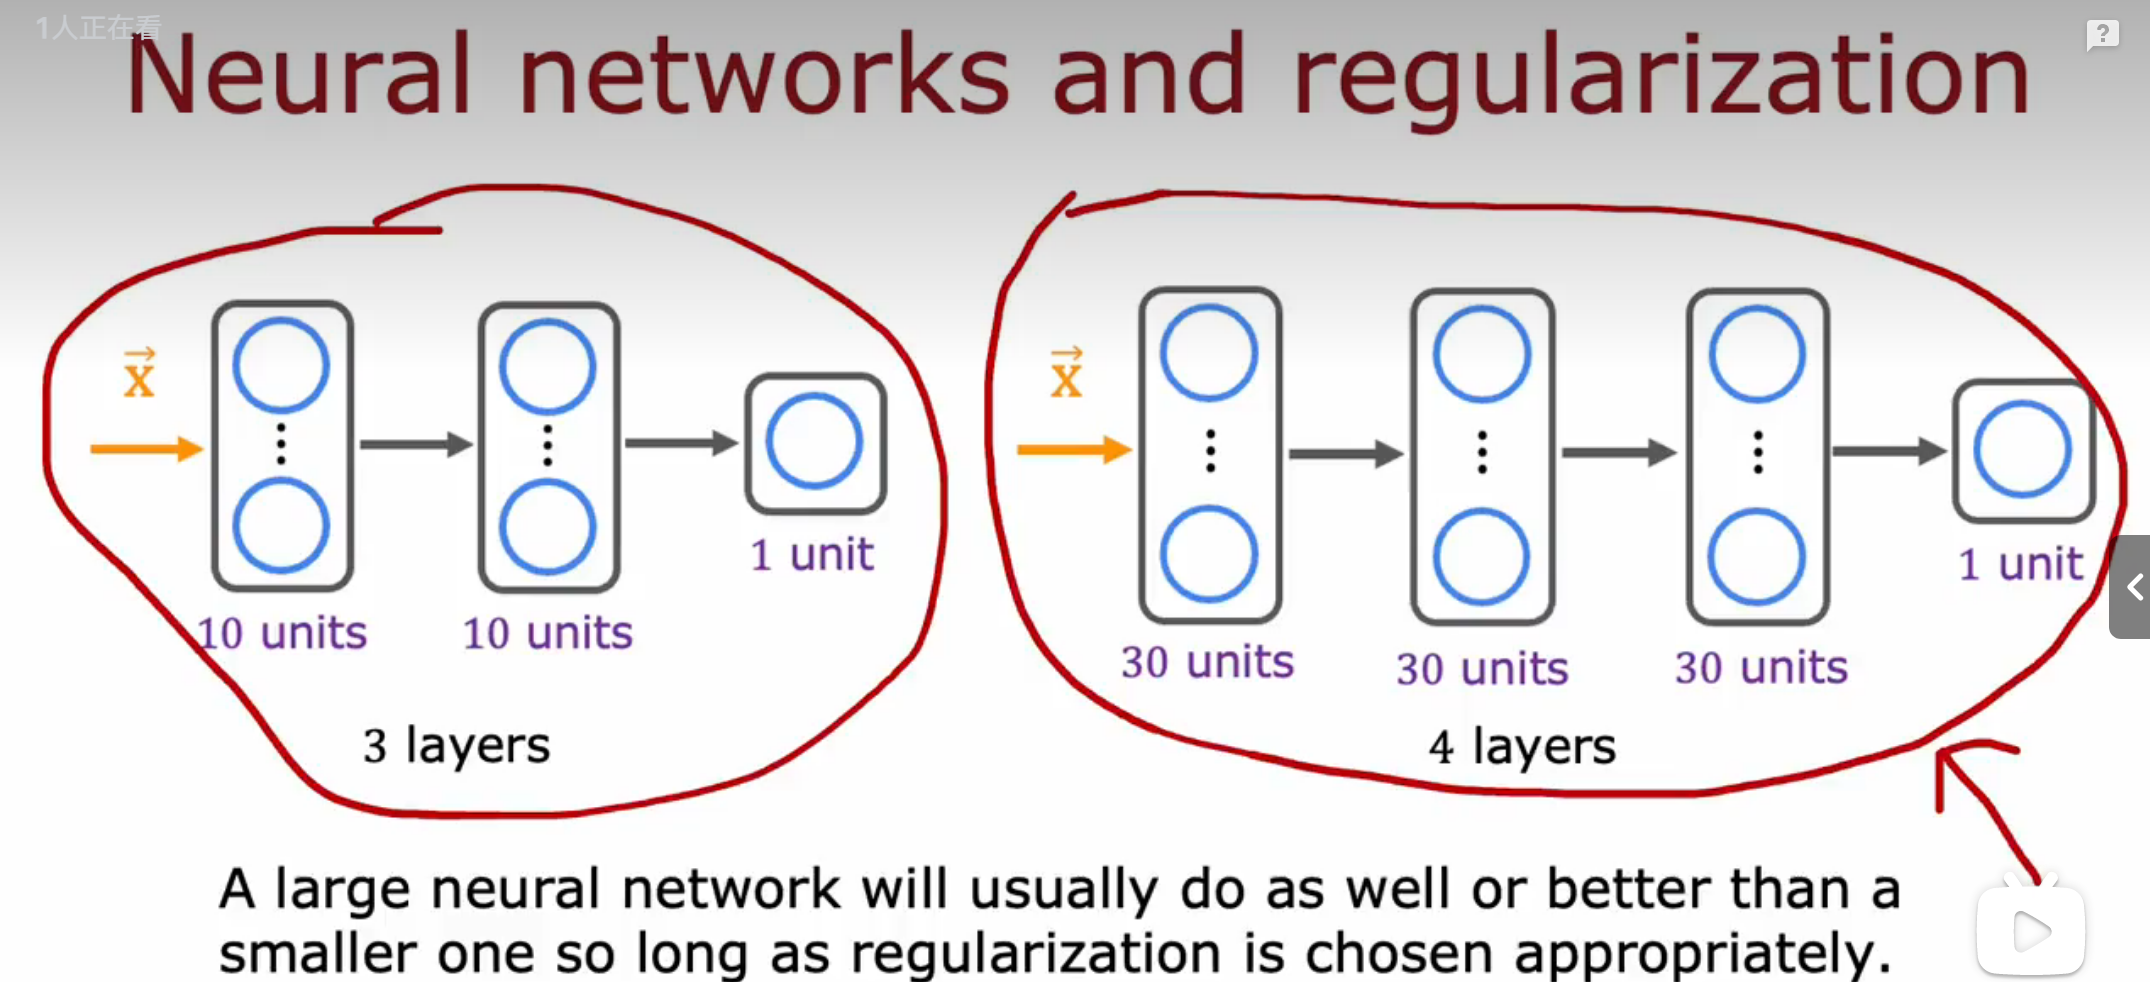 1人正在看
Neural networks and regularization
x
10 units
10 units
1 unit
3 layers
x
30 units
30 units
30 units
1 unit
4 layers
A large neural network will usually do as well or better than a
smaller one so long as regularization is chosen appropriately.